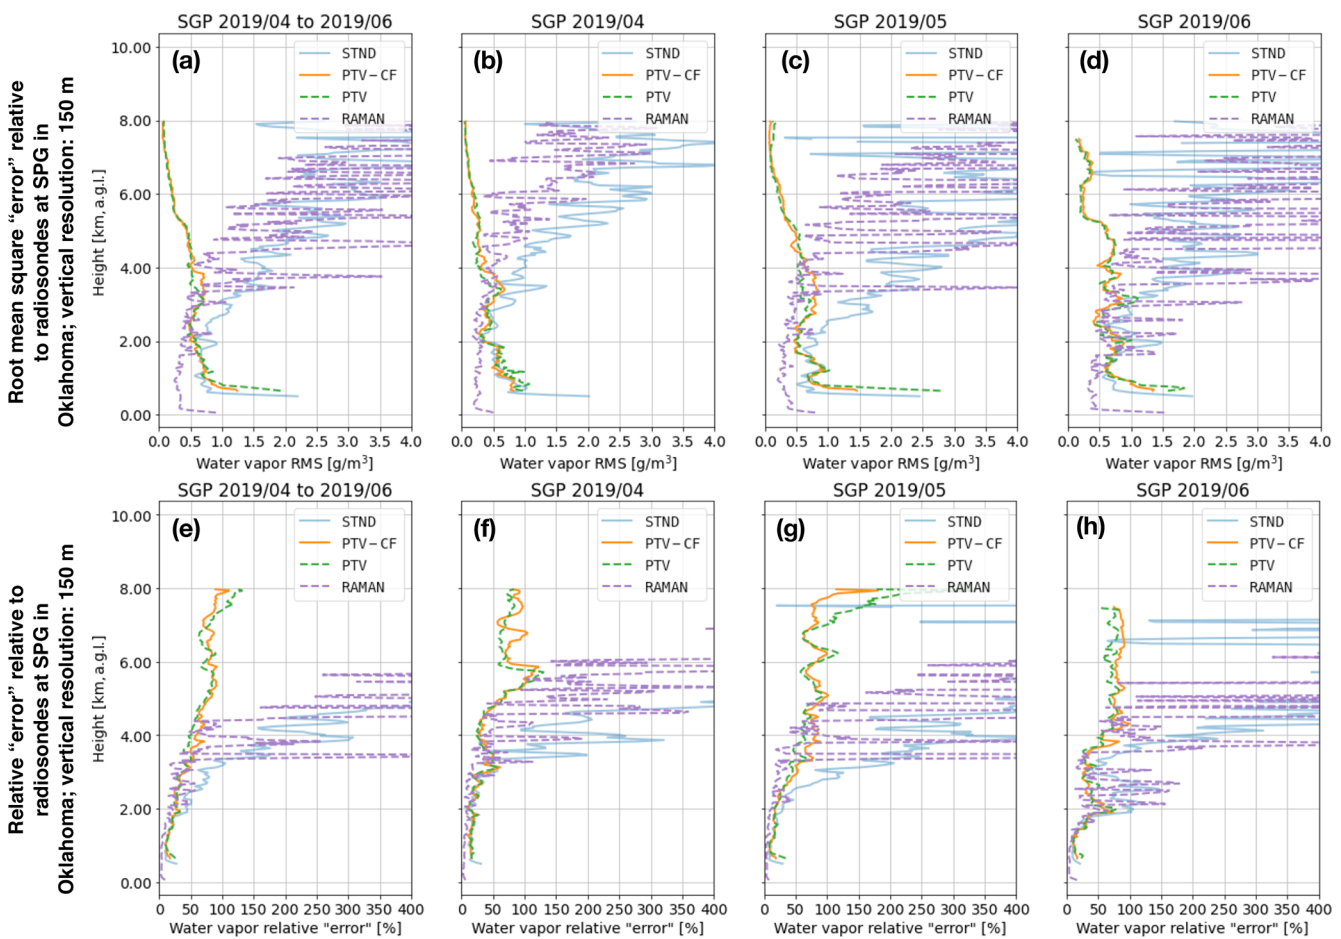 SGP 2019/04 to 2019/06
SGP 2019/04
SGP 2019/05
SGP 2019/06
Root mean square “error” relative
to radiosondes at SPG in
Oklahoma; vertical resolution: 150 m
Height [km, a.g.l.]
10.00
8.00
6.00
4.00
2.00
0.00
(a)
STND
PTV−CF
PTV
RAMAN
(b)
STND
PTV−CF
PTV
RAMAN
(c)
STND
PTV−CF
PTV
RAMAN
(d)
STND
PTV−CF
PTV
RAMAN
0.0 0.5 1.0 1.5 2.0 2.5 3.0 3.5 4.0
0.0 0.5 1.0 1.5 2.0 2.5 3.0 3.5 4.0
0.0 0.5 1.0 1.5 2.0 2.5 3.0 3.5 4.0
0.0 0.5 1.0 1.5 2.0 2.5 3.0 3.5 4.0
Water vapor RMS [g/m³]
Water vapor RMS [g/m³]
Water vapor RMS [g/m³]
Water vapor RMS [g/m³]
SGP 2019/04 to 2019/06
SGP 2019/04
SGP 2019/05
SGP 2019/06
Relative “error” relative to
radiosondes at SPG in
Oklahoma; vertical resolution: 150 m
Height [km, a.g.l.]
10.00
8.00
6.00
4.00
2.00
0.00
(e)
STND
PTV−CF
PTV
RAMAN
(f)
STND
PTV−CF
PTV
RAMAN
(g)
STND
PTV−CF
PTV
RAMAN
(h)
STND
PTV−CF
PTV
RAMAN
0 50 100 150 200 250 300 350 400
0 50 100 150 200 250 300 350 400
0 50 100 150 200 250 300 350 400
0 50 100 150 200 250 300 350 400
Water vapor relative "error" [%]
Water vapor relative "error" [%]
Water vapor relative "error" [%]
Water vapor relative "error" [%]